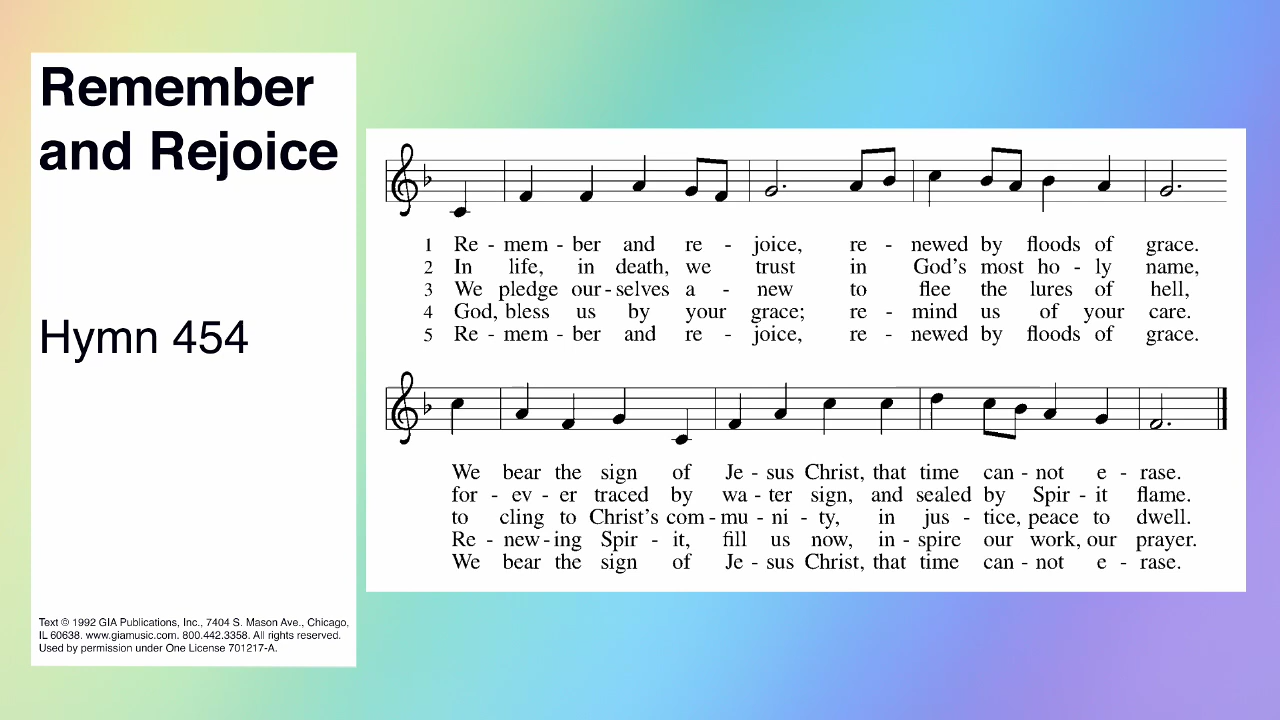 Remember
and Rejoice
Hymn 454
Text © 1992 GIA Publications, Inc., 7404 S. Mason Ave., Chicago,
IL 60638. www.giamusic.com. 800.442.3358. All rights reserved.
Used by permission under One License 701217-A.
1 Re - mem - ber and re - joice, re - newed by floods of grace.
2 In life, in death, we trust in God's most ho - ly name,
3 We pledge our - selves a - new to flee the lures of hell,
4 God, bless us by your grace; re - mind us of your care.
5 Re - mem - ber and re - joice, re - newed by floods of grace.
We bear the sign of Je - sus Christ, that time can - not e - rase.
for - ev - er traced by wa - ter sign, and sealed by Spir - it flame.
to cling to Christ's com - mu - ni - ty, in jus - tice, peace to dwell.
Re - new - ing Spir - it, fill us now, in - spire our work, our prayer.
We bear the sign of Je - sus Christ, that time can - not e - rase.